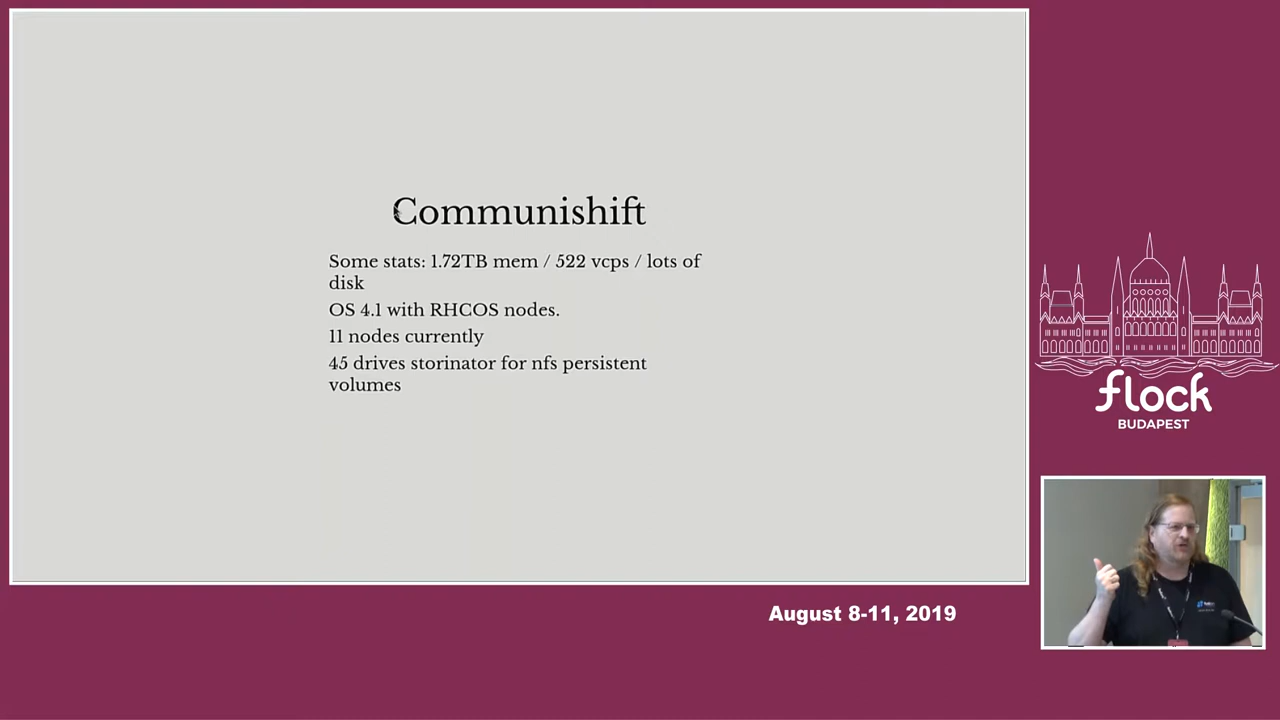 Communishift
Some stats: 1.72TB mem / 522 vcps / lots of
disk
OS 4.1 with RHCOS nodes.
11 nodes currently
45 drives storinator for nfs persistent
volumes
flock
BUDAPEST
August 8-11, 2019